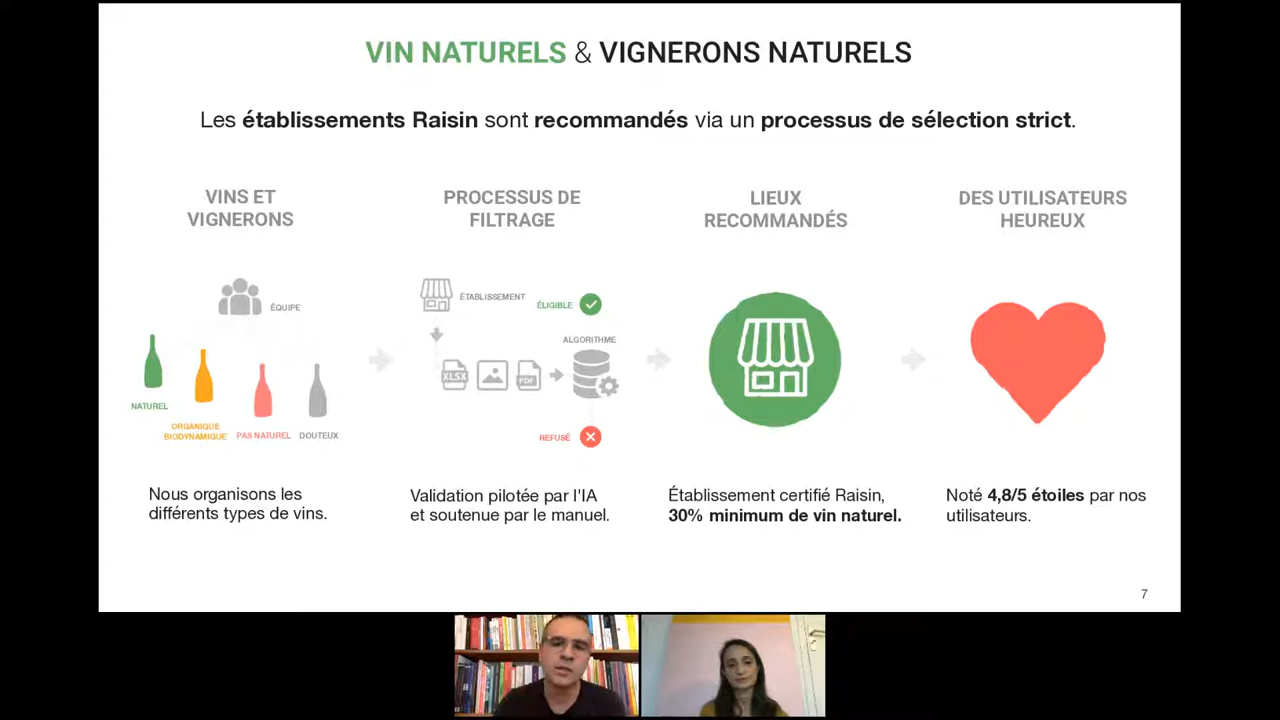 VIN NATURELS & VIGNERONS NATURELS
Les établissements Raisin sont recommandés via un processus de sélection strict.
VINS ET
VIGNERONS
ÉQUIPE
NATUREL
ORGANIQUE
BIODYNAMIQUE
PAS NATUREL
DOUTEUX
Nous organisons les
différents types de vins.
PROCESSUS DE
FILTRAGE
ÉTABLISSEMENT
ÉLIGIBLE
ALGORITHME
XLSX
PDF
REFUSÉ
Validation pilotée par l'IA
et soutenue par le manuel.
LIEUX
RECOMMANDÉS
Établissement certifié Raisin,
30% minimum de vin naturel.
DES UTILISATEURS
HEUREUX
Noté 4,8/5 étoiles par nos
utilisateurs.
7